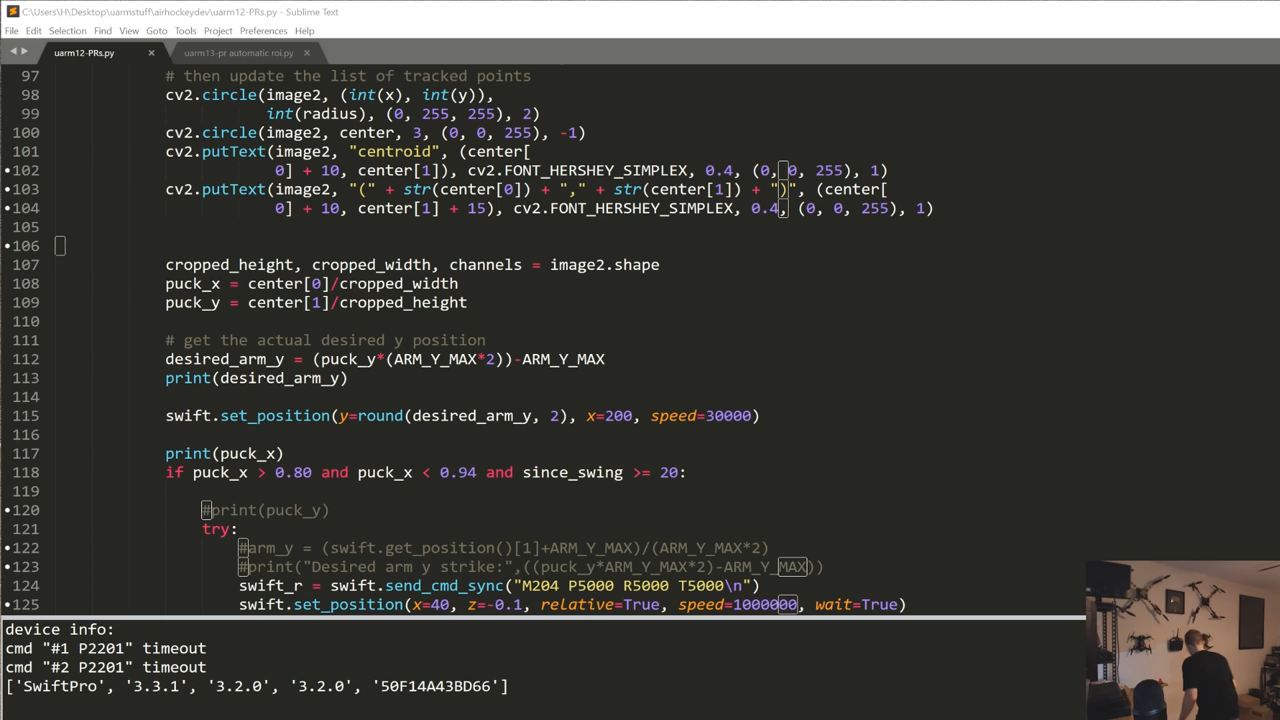 C:\Users\H\Desktop\uarmstuff\airhockeydev\uarm12-PRs.py - Sublime Text
File Edit Selection Find View Goto Tools Project Preferences Help
uarm12-PRs.py × uarm13-pr automatic roi.py ×
97 # then update the list of tracked points
98 cv2.circle(image2, (int(x), int(y)),
99 int(radius), (0, 255, 255), 2)
100 cv2.circle(image2, center, 3, (0, 0, 255), -1)
101 cv2.putText(image2, "centroid", (center[
102 0] + 10, center[1]), cv2.FONT_HERSHEY_SIMPLEX, 0.4, (0, 0, 255), 1)
103 cv2.putText(image2, "(" + str(center[0]) + "," + str(center[1]) + ")", (center[
104 0] + 10, center[1] + 15), cv2.FONT_HERSHEY_SIMPLEX, 0.4, (0, 0, 255), 1)
105
106
107 cropped_height, cropped_width, channels = image2.shape
108 puck_x = center[0]/cropped_width
109 puck_y = center[1]/cropped_height
110
111 # get the actual desired y position
112 desired_arm_y = (puck_y*(ARM_Y_MAX*2))-ARM_Y_MAX
113 print(desired_arm_y)
114
115 swift.set_position(y=round(desired_arm_y, 2), x=200, speed=30000)
116
117 print(puck_x)
118 if puck_x > 0.80 and puck_x < 0.94 and since_swing >= 20:
119
120 #print(puck_y)
121 try:
122 #arm_y = (swift.get_position()[1]+ARM_Y_MAX)/(ARM_Y_MAX*2)
123 #print("Desired arm y strike:",((puck_y*ARM_Y_MAX*2)-ARM_Y_MAX))
124 swift_r = swift.send_cmd_sync("M204 P5000 R5000 T5000\n")
125 swift.set_position(x=40, z=-0.1, relative=True, speed=1000000, wait=True)
device info:
cmd "#1 P2201" timeout
cmd "#2 P2201" timeout
['SwiftPro', '3.3.1', '3.2.0', '3.2.0', '50F14A43BD66']